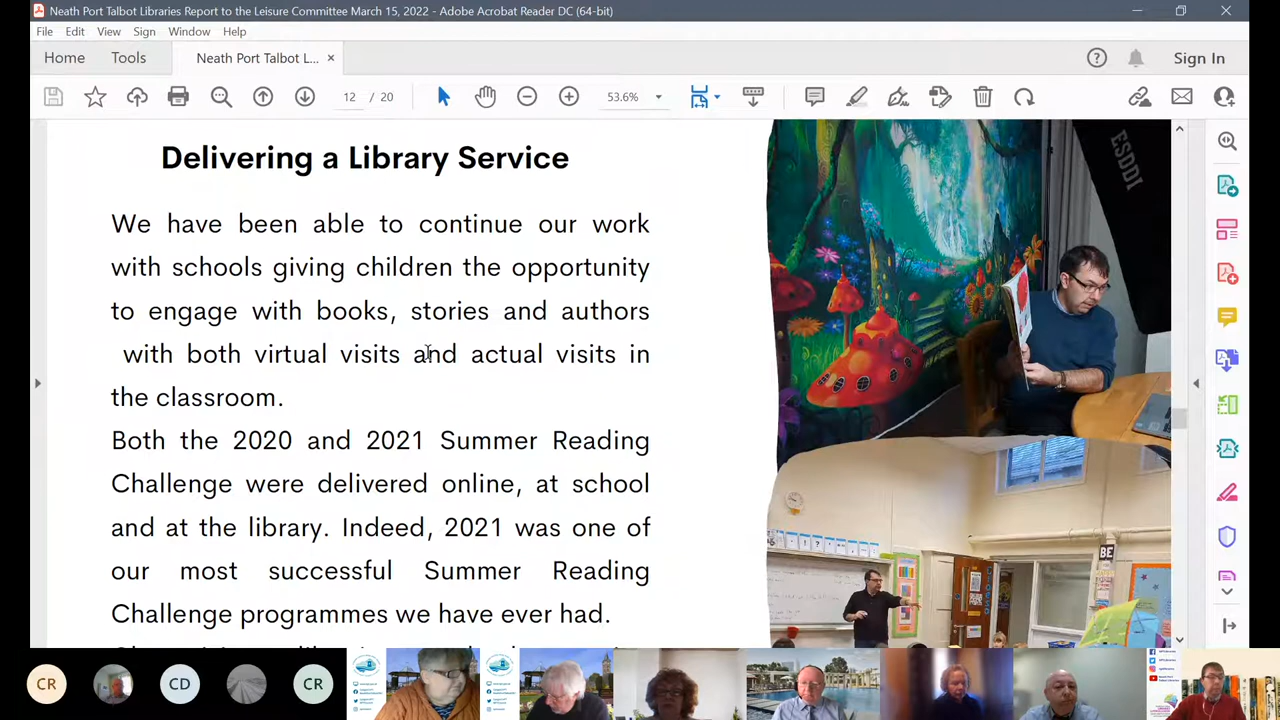 Neath Port Talbot Libraries Report to the Leisure Committee March 15, 2022 - Adobe Acrobat Reader DC (64-bit)
File Edit View Sign Window Help
Home Tools Neath Port Talbot L... × Sign In
12 / 20 53.6%
Delivering a Library Service
We have been able to continue our work
with schools giving children the opportunity
to engage with books, stories and authors
with both virtual visits and actual visits in
the classroom.
Both the 2020 and 2021 Summer Reading
Challenge were delivered online, at school
and at the library. Indeed, 2021 was one of
our most successful Summer Reading
Challenge programmes we have ever had.
ESDDI
BE
CR
CD
CR